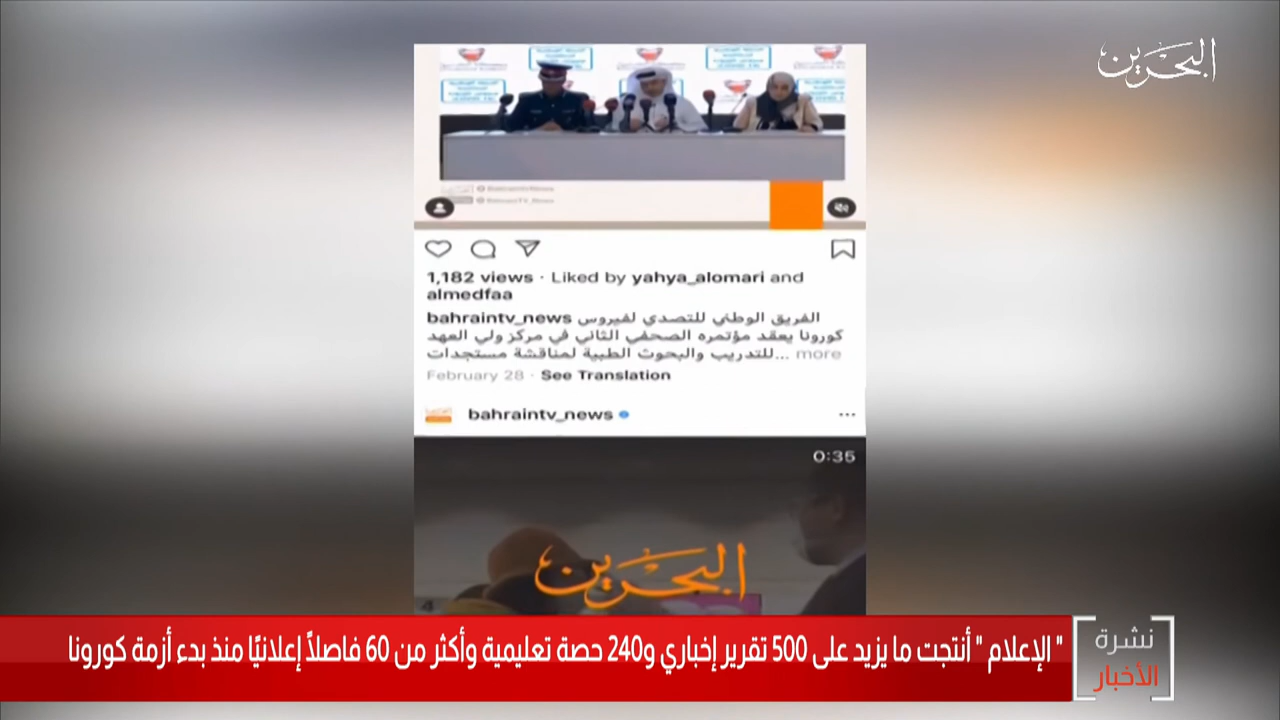 البحرين
1,182 views · Liked by yahya_alomari and
almedfaa
bahraintv_news الفريق الوطني للتصدي لفيروس
كورونا يعقد مؤتمره الصحفي الثاني في مركز ولي العهد
للتدريب والبحوث الطبية لمناقشة مستجدات... more
February 28 · See Translation
bahraintv_news
0:35
البحرين
4
نشرة
الأخبار
" الإعلام " أنتجت ما يزيد على 500 تقرير إخباري و240 حصة تعليمية وأكثر من 60 فاصلاً إعلانيًا منذ بدء أزمة كورونا